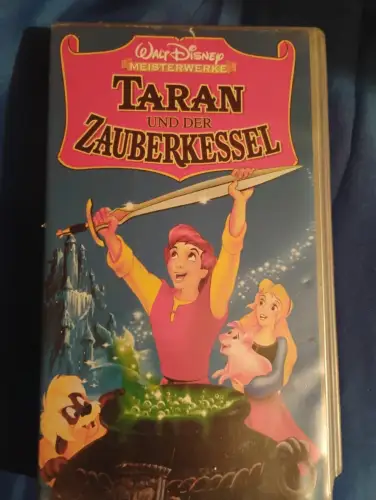 WALT DISNEY
MEISTERWERKE
TARAN
UND DER
ZAUBERKESSEL